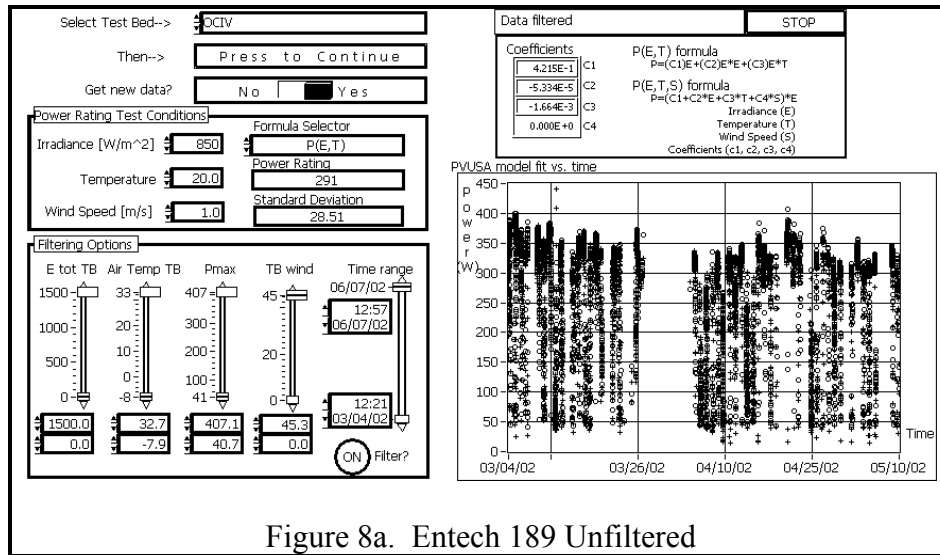 Select Test Bed-->
OCIV
Then-->
Press to Continue
Get new data?
No Yes
Power Rating Test Conditions
Irradiance [W/m^2] 850
Temperature 20.0
Wind Speed [m/s] 1.0
Formula Selector
P(E,T)
Power Rating
291
Standard Deviation
28.51
Filtering Options
E tot TB Air Temp TB Pmax TB wind Time range
1500 33 407 45 06/07/02
12:57
06/07/02
1000 20 300
10 200 20
500 0 100
0 -8 41 0
12:21
03/04/02
1500.0 32.7 407.1 45.3
0.0 -7.9 40.7 0.0
ON Filter?
Data filtered STOP
Coefficients
4.215E-1 C1
-5.334E-5 C2
-1.664E-3 C3
0.000E+0 C4
P(E,T) formula
P=(C1)E+(C2)E*E+(C3)E*T
P(E,T,S) formula
P=(C1+C2*E+C3*T+C4*S)*E
Irradiance (E)
Temperature (T)
Wind Speed (S)
Coefficients (c1, c2, c3, c4)
PVUSA model fit vs. time
Power
(W)
450
400
350
300
250
200
150
100
50
0
Time
03/04/02 03/26/02 04/10/02 04/25/02 05/10/02
Figure 8a. Entech 189 Unfiltered